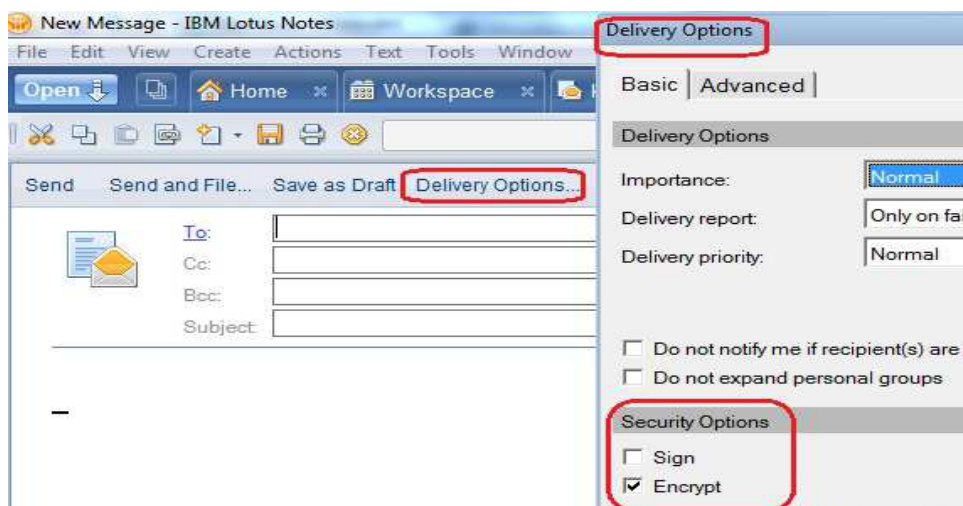 New Message - IBM Lotus Notes
File Edit View Create Actions Text Tools Window
Open Home Workspace
Send Send and File... Save as Draft Delivery Options...
To:
Cc:
Bcc:
Subject:
Delivery Options
Basic Advanced
Delivery Options
Importance: Normal
Delivery report: Only on fai
Delivery priority: Normal
Do not notify me if recipient(s) are
Do not expand personal groups
Security Options
Sign
Encrypt